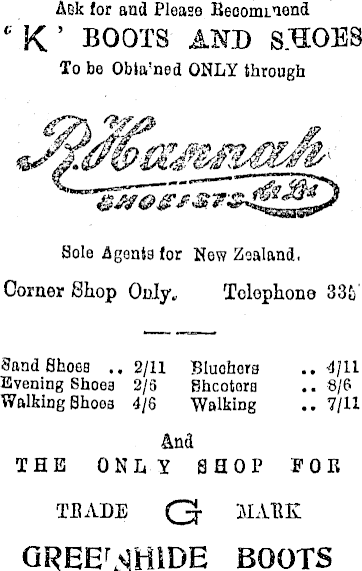 Ask for and Please Recommend
‘ K ’ BOOTS AND SHOES
To be Obta'ned ONLY through
R. Hannah
& Co Ltd
SHOEISTS
Sole Agents for New Zealand.
Corner Shop Only. Telephone 335
Sand Shoes .. 2/11 Bluchers .. 4/11
Evening Shoes 2/6 Shooters .. 8/6
Walking Shoes 4/6 Walking .. 7/11
And
THE ONLY SHOP FOR
TRADE G MARK
GREENHIDE BOOTS